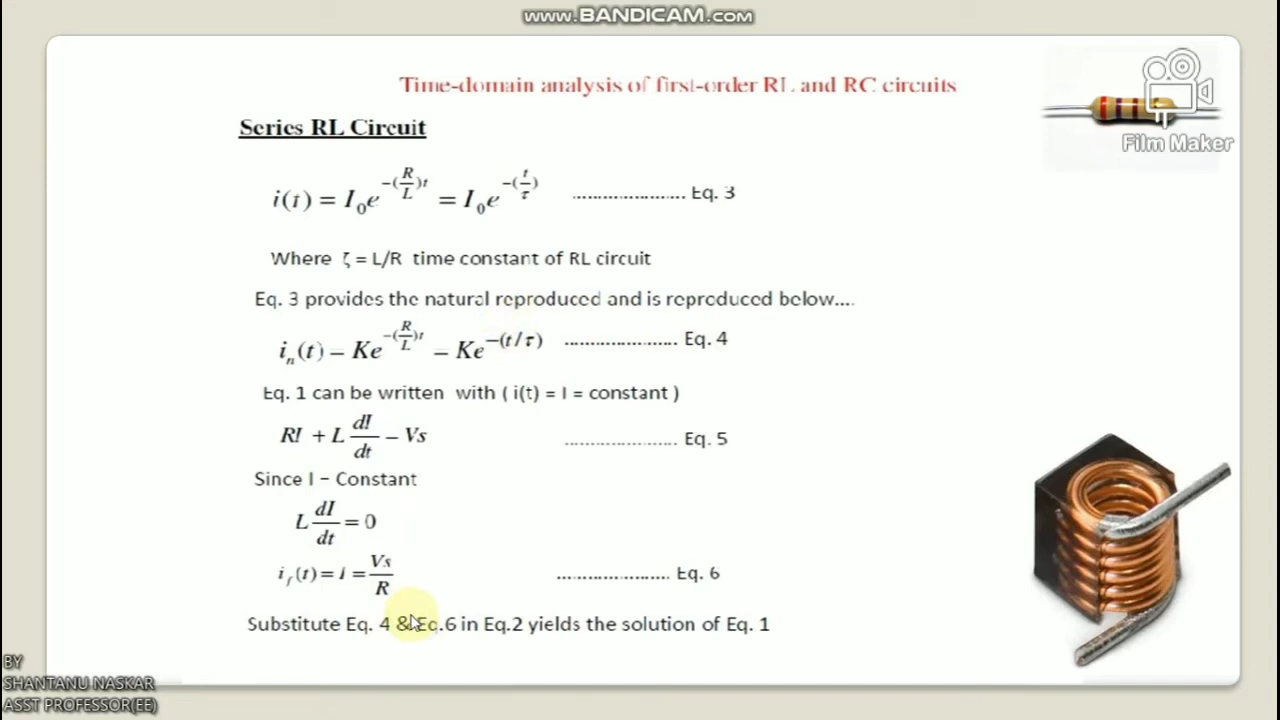 www.BANDICAM.com
Time-domain analysis of first-order RL and RC circuits
Film Maker
Series RL Circuit
i(t) = I₀e^{-(R/L)t} = I₀e^{-(t/τ)} ..................... Eq. 3
Where ζ = L/R time constant of RL circuit
Eq. 3 provides the natural reproduced and is reproduced below....
iₙ(t) = Ke^{-(R/L)t} = Ke^{-(t/τ)} ..................... Eq. 4
Eq. 1 can be written with ( i(t) = I = constant )
RI + L dI/dt = Vs ..................... Eq. 5
Since I = Constant
L dI/dt = 0
i_f(t) = I = Vs/R ..................... Eq. 6
Substitute Eq. 4 & Eq.6 in Eq.2 yields the solution of Eq. 1
BY
SHANTANU NASKAR
ASST PROFESSOR(EE)